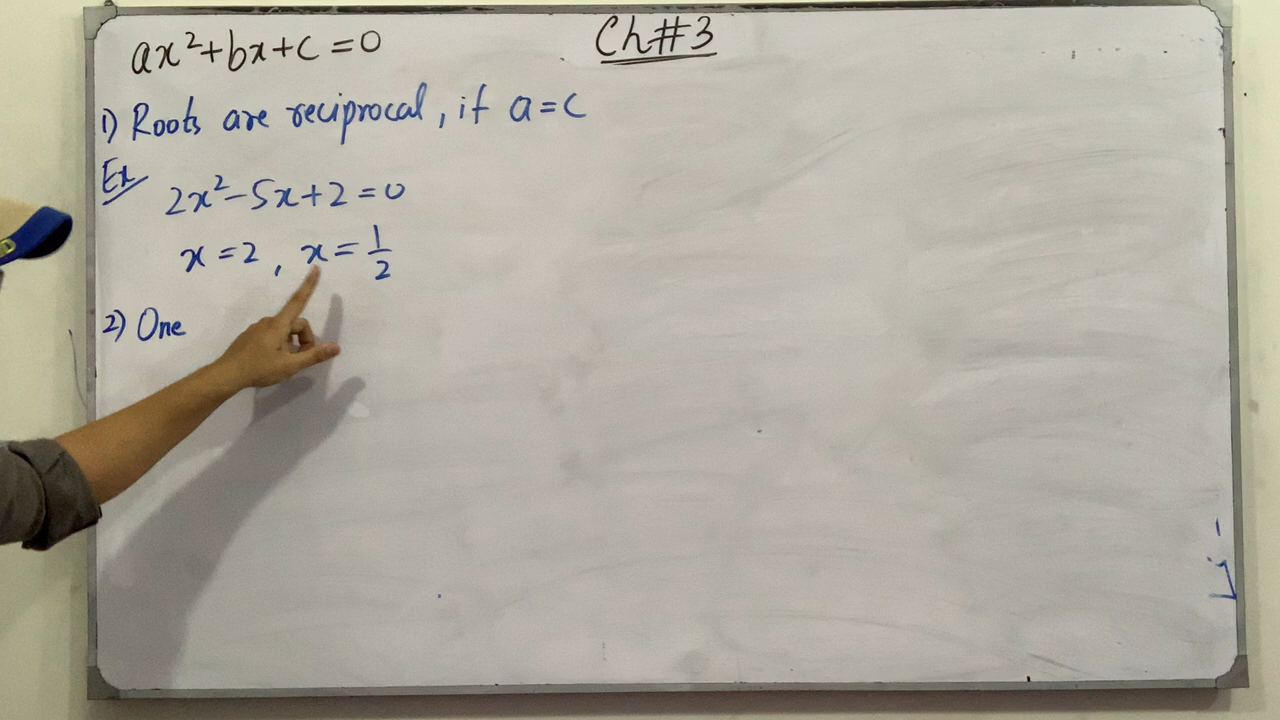 ax²+bx+c=0
Ch#3
1) Roots are reciprocal, if a=c
Ex
2x²-5x+2=0
x=2, x=1/2
2) One